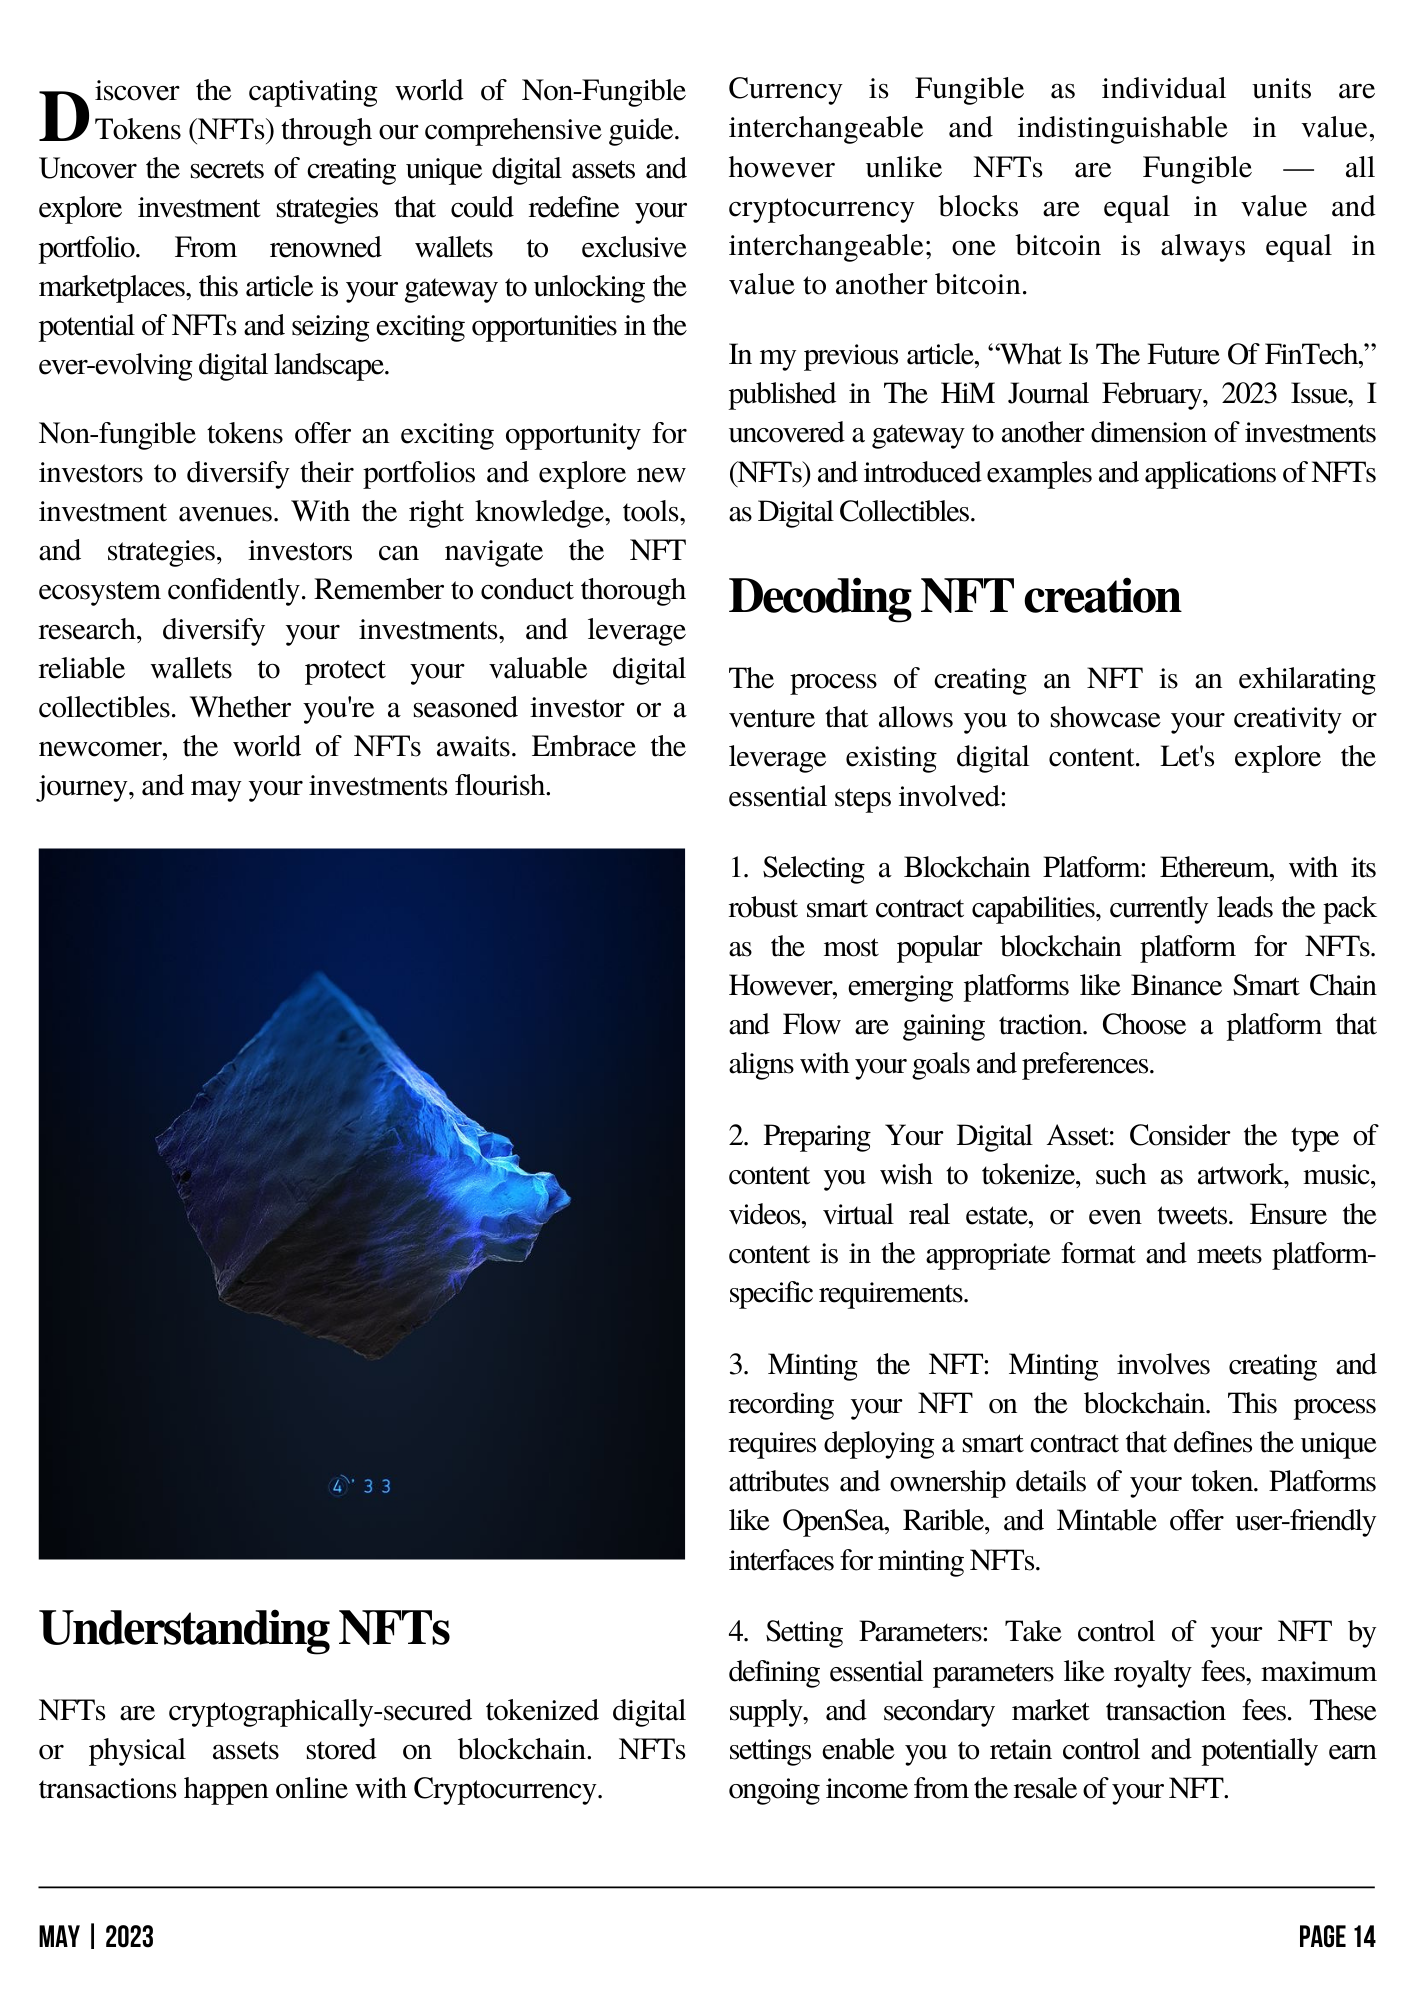 Discover the captivating world of Non-Fungible
Tokens (NFTs) through our comprehensive guide.
Uncover the secrets of creating unique digital assets and
explore investment strategies that could redefine your
portfolio. From renowned wallets to exclusive
marketplaces, this article is your gateway to unlocking the
potential of NFTs and seizing exciting opportunities in the
ever-evolving digital landscape.
Non-fungible tokens offer an exciting opportunity for
investors to diversify their portfolios and explore new
investment avenues. With the right knowledge, tools,
and strategies, investors can navigate the NFT
ecosystem confidently. Remember to conduct thorough
research, diversify your investments, and leverage
reliable wallets to protect your valuable digital
collectibles. Whether you're a seasoned investor or a
newcomer, the world of NFTs awaits. Embrace the
journey, and may your investments flourish.
4' 3 3
Understanding NFTs
NFTs are cryptographically-secured tokenized digital
or physical assets stored on blockchain. NFTs
transactions happen online with Cryptocurrency.
Currency is Fungible as individual units are
interchangeable and indistinguishable in value,
however unlike NFTs are Fungible — all
cryptocurrency blocks are equal in value and
interchangeable; one bitcoin is always equal in
value to another bitcoin.
In my previous article, “What Is The Future Of FinTech,”
published in The HiM Journal February, 2023 Issue, I
uncovered a gateway to another dimension of investments
(NFTs) and introduced examples and applications of NFTs
as Digital Collectibles.
Decoding NFT creation
The process of creating an NFT is an exhilarating
venture that allows you to showcase your creativity or
leverage existing digital content. Let's explore the
essential steps involved:
1. Selecting a Blockchain Platform: Ethereum, with its
robust smart contract capabilities, currently leads the pack
as the most popular blockchain platform for NFTs.
However, emerging platforms like Binance Smart Chain
and Flow are gaining traction. Choose a platform that
aligns with your goals and preferences.
2. Preparing Your Digital Asset: Consider the type of
content you wish to tokenize, such as artwork, music,
videos, virtual real estate, or even tweets. Ensure the
content is in the appropriate format and meets platform-
specific requirements.
3. Minting the NFT: Minting involves creating and
recording your NFT on the blockchain. This process
requires deploying a smart contract that defines the unique
attributes and ownership details of your token. Platforms
like OpenSea, Rarible, and Mintable offer user-friendly
interfaces for minting NFTs.
4. Setting Parameters: Take control of your NFT by
defining essential parameters like royalty fees, maximum
supply, and secondary market transaction fees. These
settings enable you to retain control and potentially earn
ongoing income from the resale of your NFT.
MAY | 2023
PAGE 14